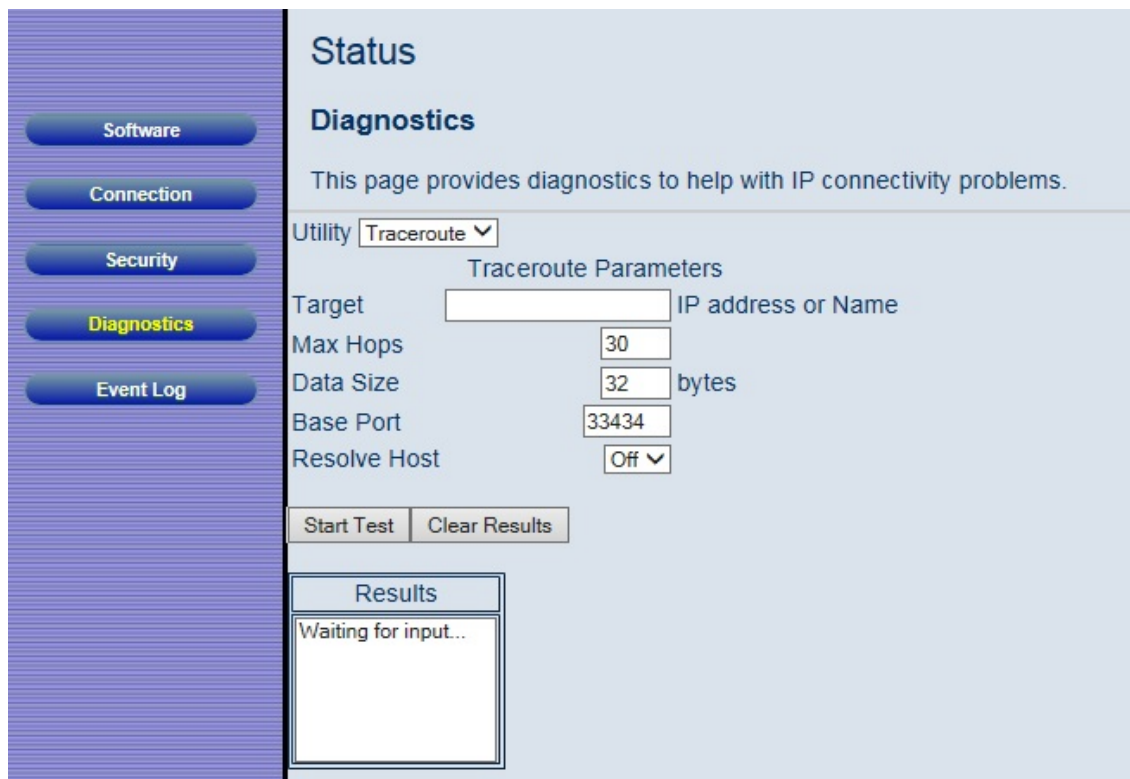 Status
Diagnostics
This page provides diagnostics to help with IP connectivity problems.
Software
Connection
Security
Diagnostics
Event Log
Utility Traceroute
Traceroute Parameters
Target IP address or Name
Max Hops 30
Data Size 32 bytes
Base Port 33434
Resolve Host Off
Start Test Clear Results
Results
Waiting for input...